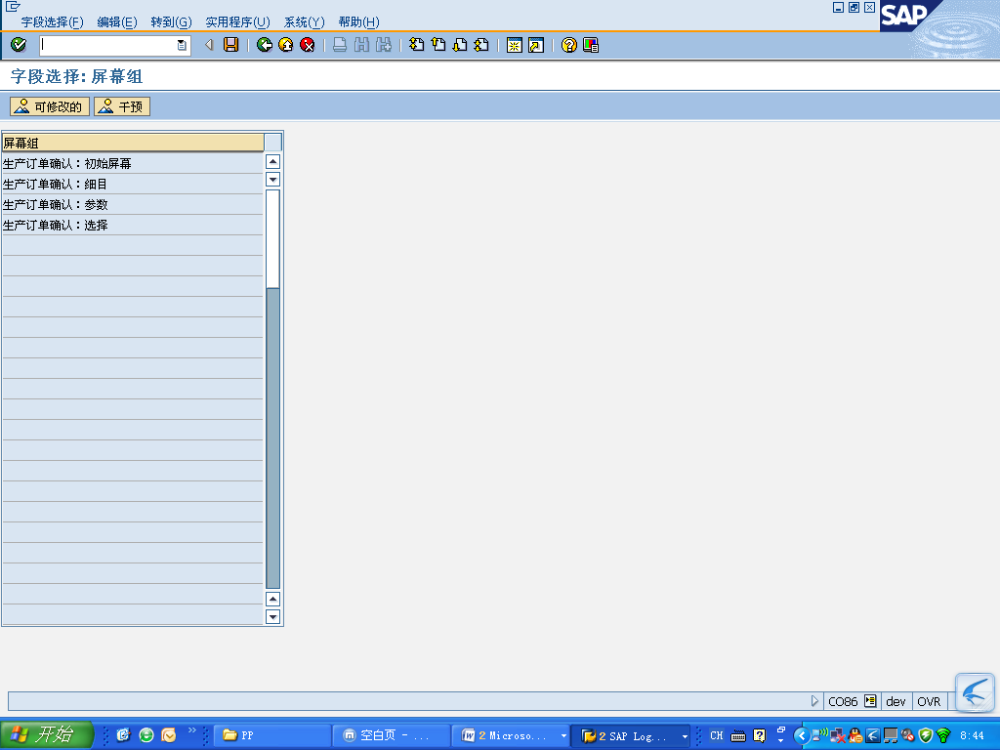 字段选择(F) 编辑(E) 转到(G) 实用程序(U) 系统(Y) 帮助(H)
SAP
字段选择: 屏幕组
可修改的 干预
屏幕组
生产订单确认：初始屏幕
生产订单确认：细目
生产订单确认：参数
生产订单确认：选择
CO86 dev OVR
开始 PP 空白页 - ... 2 Microso... 2 SAP Log... CH 8:44